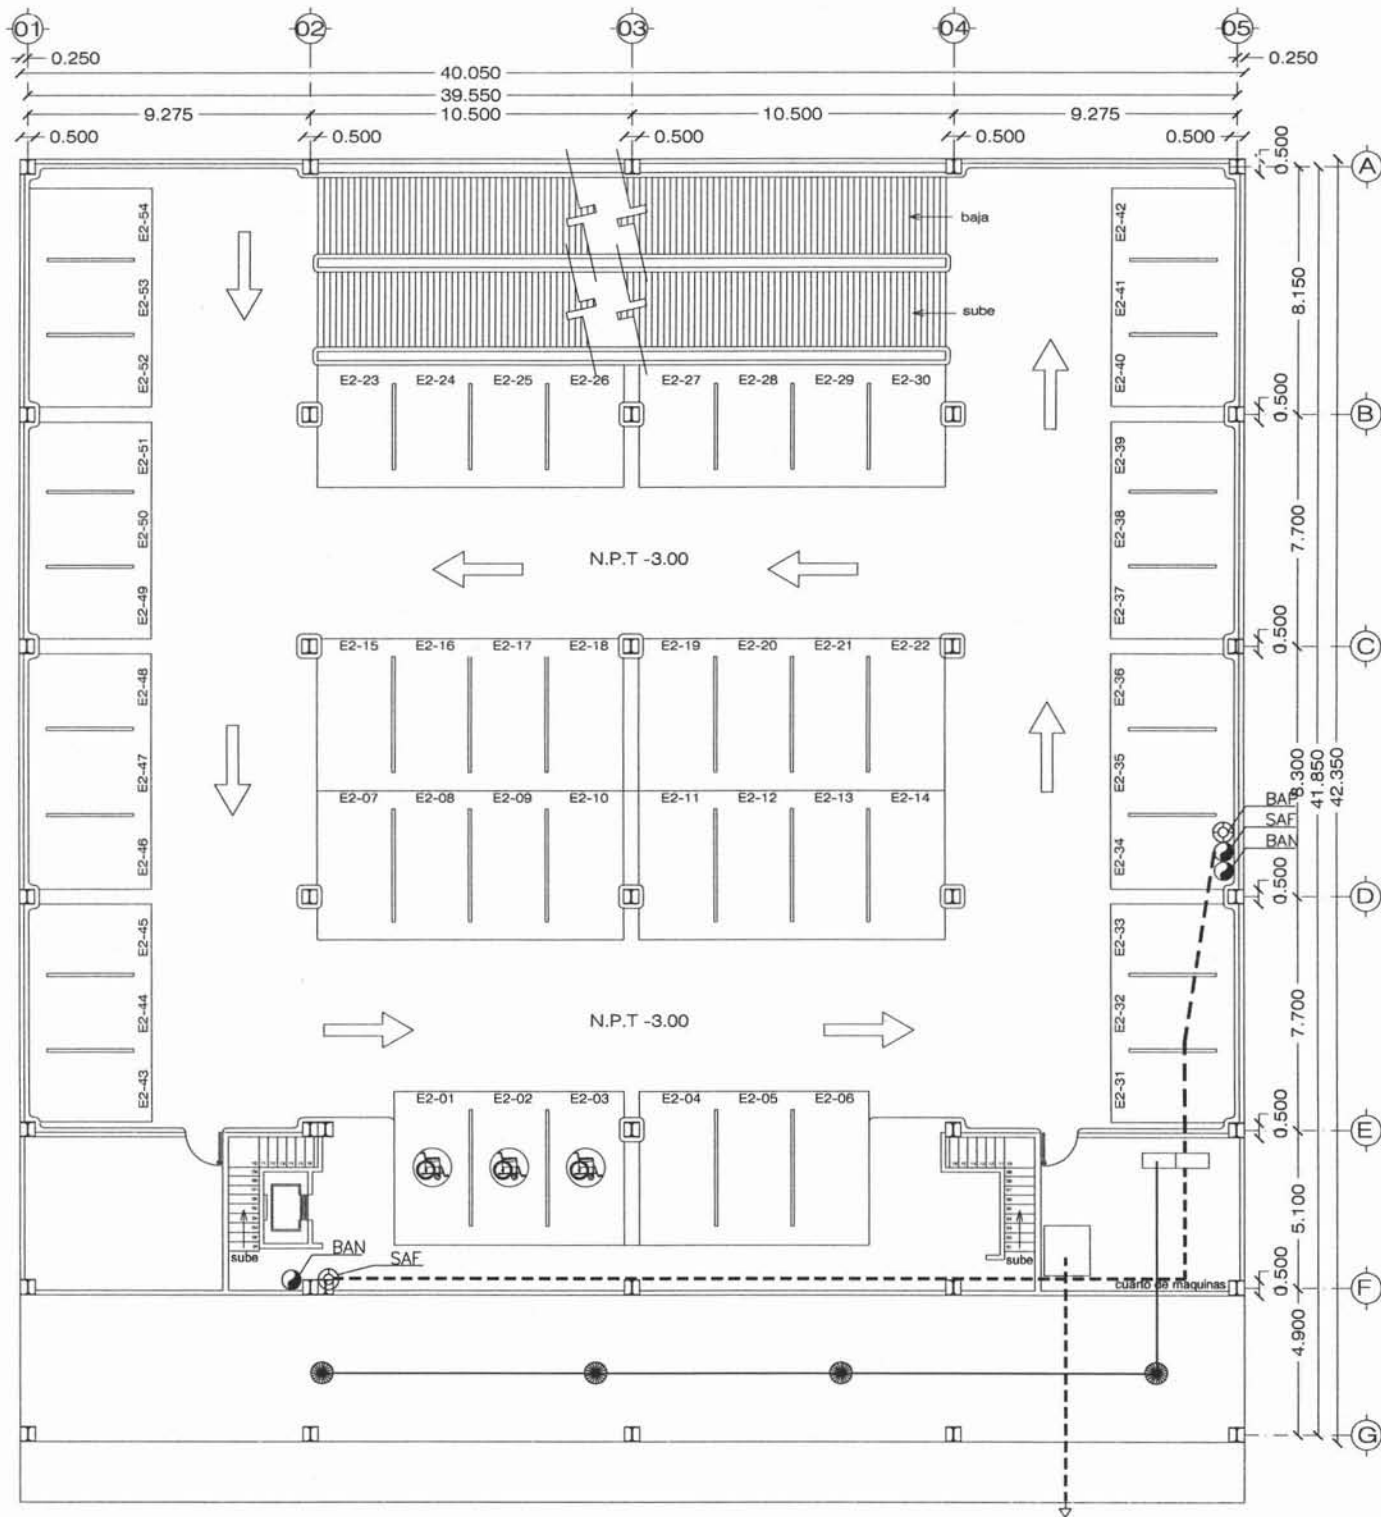 01 02 03 04 05
0.250 0.250
40.050
39.550
9.275 10.500 10.500 9.275
0.500 0.500 0.500 0.500 0.500
0.500 A
baja
sube
8.150
E2-54 E2-42
E2-53 E2-41
E2-52 E2-40
E2-23 E2-24 E2-25 E2-26 E2-27 E2-28 E2-29 E2-30
0.500 B
E2-51 E2-39
E2-50 E2-38
E2-49 E2-37
7.700
N.P.T -3.00
0.500 C
E2-15 E2-16 E2-17 E2-18 E2-19 E2-20 E2-21 E2-22
E2-48 E2-36
E2-47 E2-35
E2-46 E2-34
8.300 41.850 42.350
E2-07 E2-08 E2-09 E2-10 E2-11 E2-12 E2-13 E2-14
BAP
SAF
BAN
0.500 D
E2-45 E2-33
E2-44 E2-32
E2-43 E2-31
7.700
N.P.T -3.00
E2-01 E2-02 E2-03 E2-04 E2-05 E2-06
0.500 E
5.100
BAN
SAF
sube sube
cuarto de maquinas
0.500 F
4.900
G